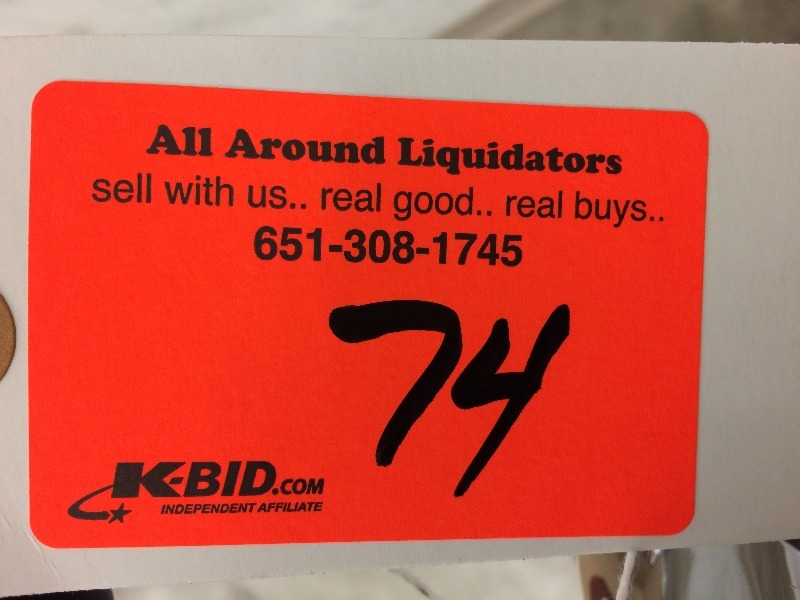 All Around Liquidators
sell with us.. real good.. real buys..
651-308-1745
74
K-BID.COM
INDEPENDENT AFFILIATE